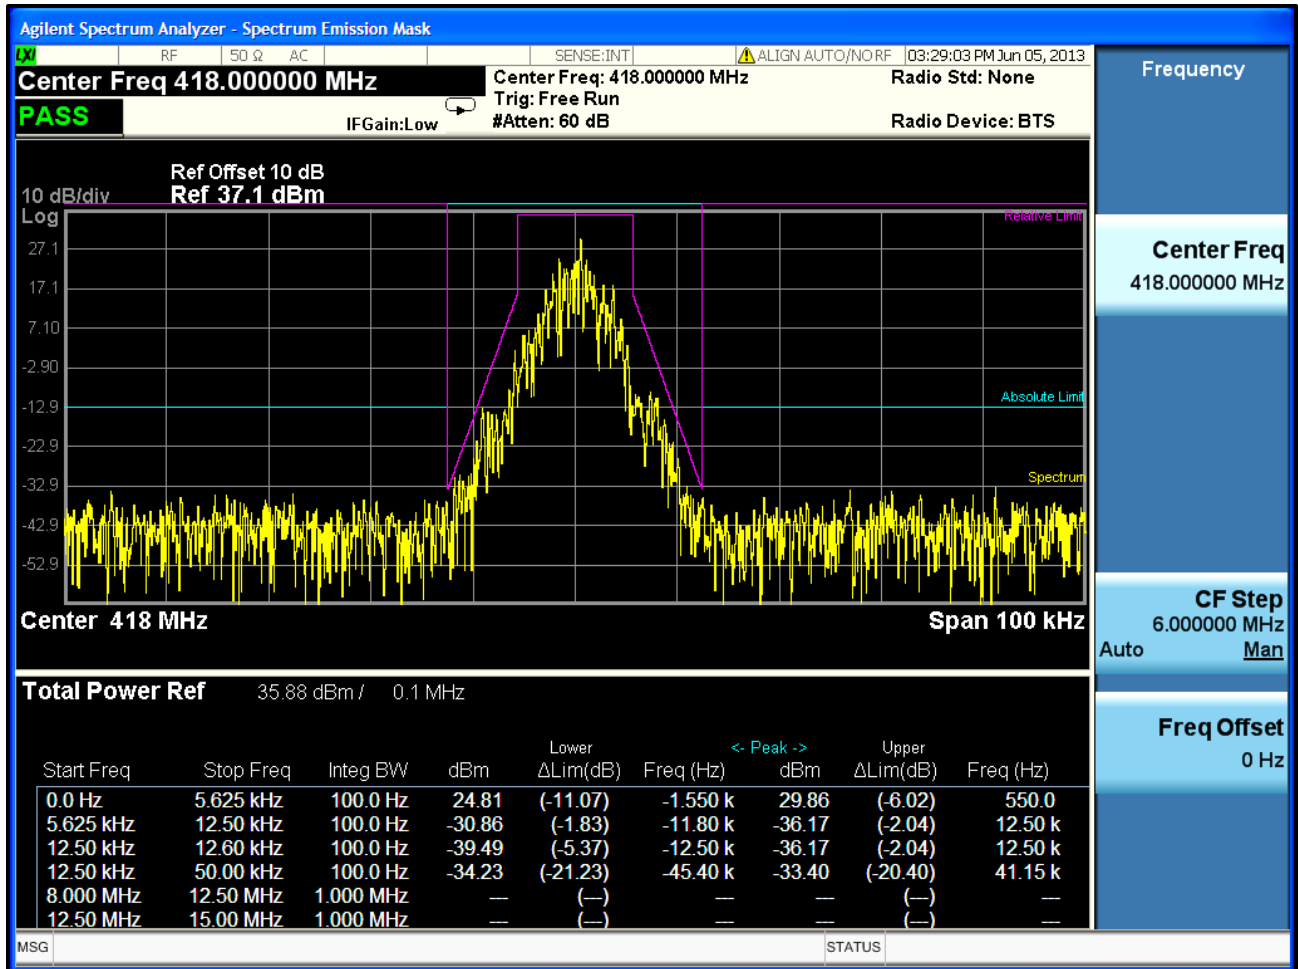 Agilent Spectrum Analyzer - Spectrum Emission Mask
LXI RF 50 Ω AC SENSE:INT ALIGN AUTO/NO RF 03:29:03 PM Jun 05, 2013
Center Freq 418.000000 MHz
Center Freq: 418.000000 MHz Radio Std: None
Trig: Free Run
PASS IFGain:Low #Atten: 60 dB Radio Device: BTS
Ref Offset 10 dB
10 dB/div Ref 37.1 dBm
Log
Relative Limit
27.1
17.1
7.10
-2.90
Absolute Limit
-12.9
-22.9
Spectrum
-32.9
-42.9
-52.9
Center 418 MHz Span 100 kHz
Total Power Ref 35.88 dBm / 0.1 MHz
Lower <- Peak -> Upper
Start Freq Stop Freq Integ BW dBm ΔLim(dB) Freq (Hz) dBm ΔLim(dB) Freq (Hz)
0.0 Hz 5.625 kHz 100.0 Hz 24.81 (-11.07) -1.550 k 29.86 (-6.02) 550.0
5.625 kHz 12.50 kHz 100.0 Hz -30.86 (-1.83) -11.80 k -36.17 (-2.04) 12.50 k
12.50 kHz 12.60 kHz 100.0 Hz -39.49 (-5.37) -12.50 k -36.17 (-2.04) 12.50 k
12.50 kHz 50.00 kHz 100.0 Hz -34.23 (-21.23) -45.40 k -33.40 (-20.40) 41.15 k
8.000 MHz 12.50 MHz 1.000 MHz --- (---) --- --- (---) ---
12.50 MHz 15.00 MHz 1.000 MHz --- (---) --- --- (---) ---
MSG STATUS
Frequency
Center Freq
418.000000 MHz
CF Step
6.000000 MHz
Auto Man
Freq Offset
0 Hz